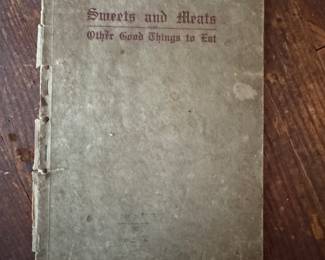 Sweets and Meats
Other Good Things to Eat